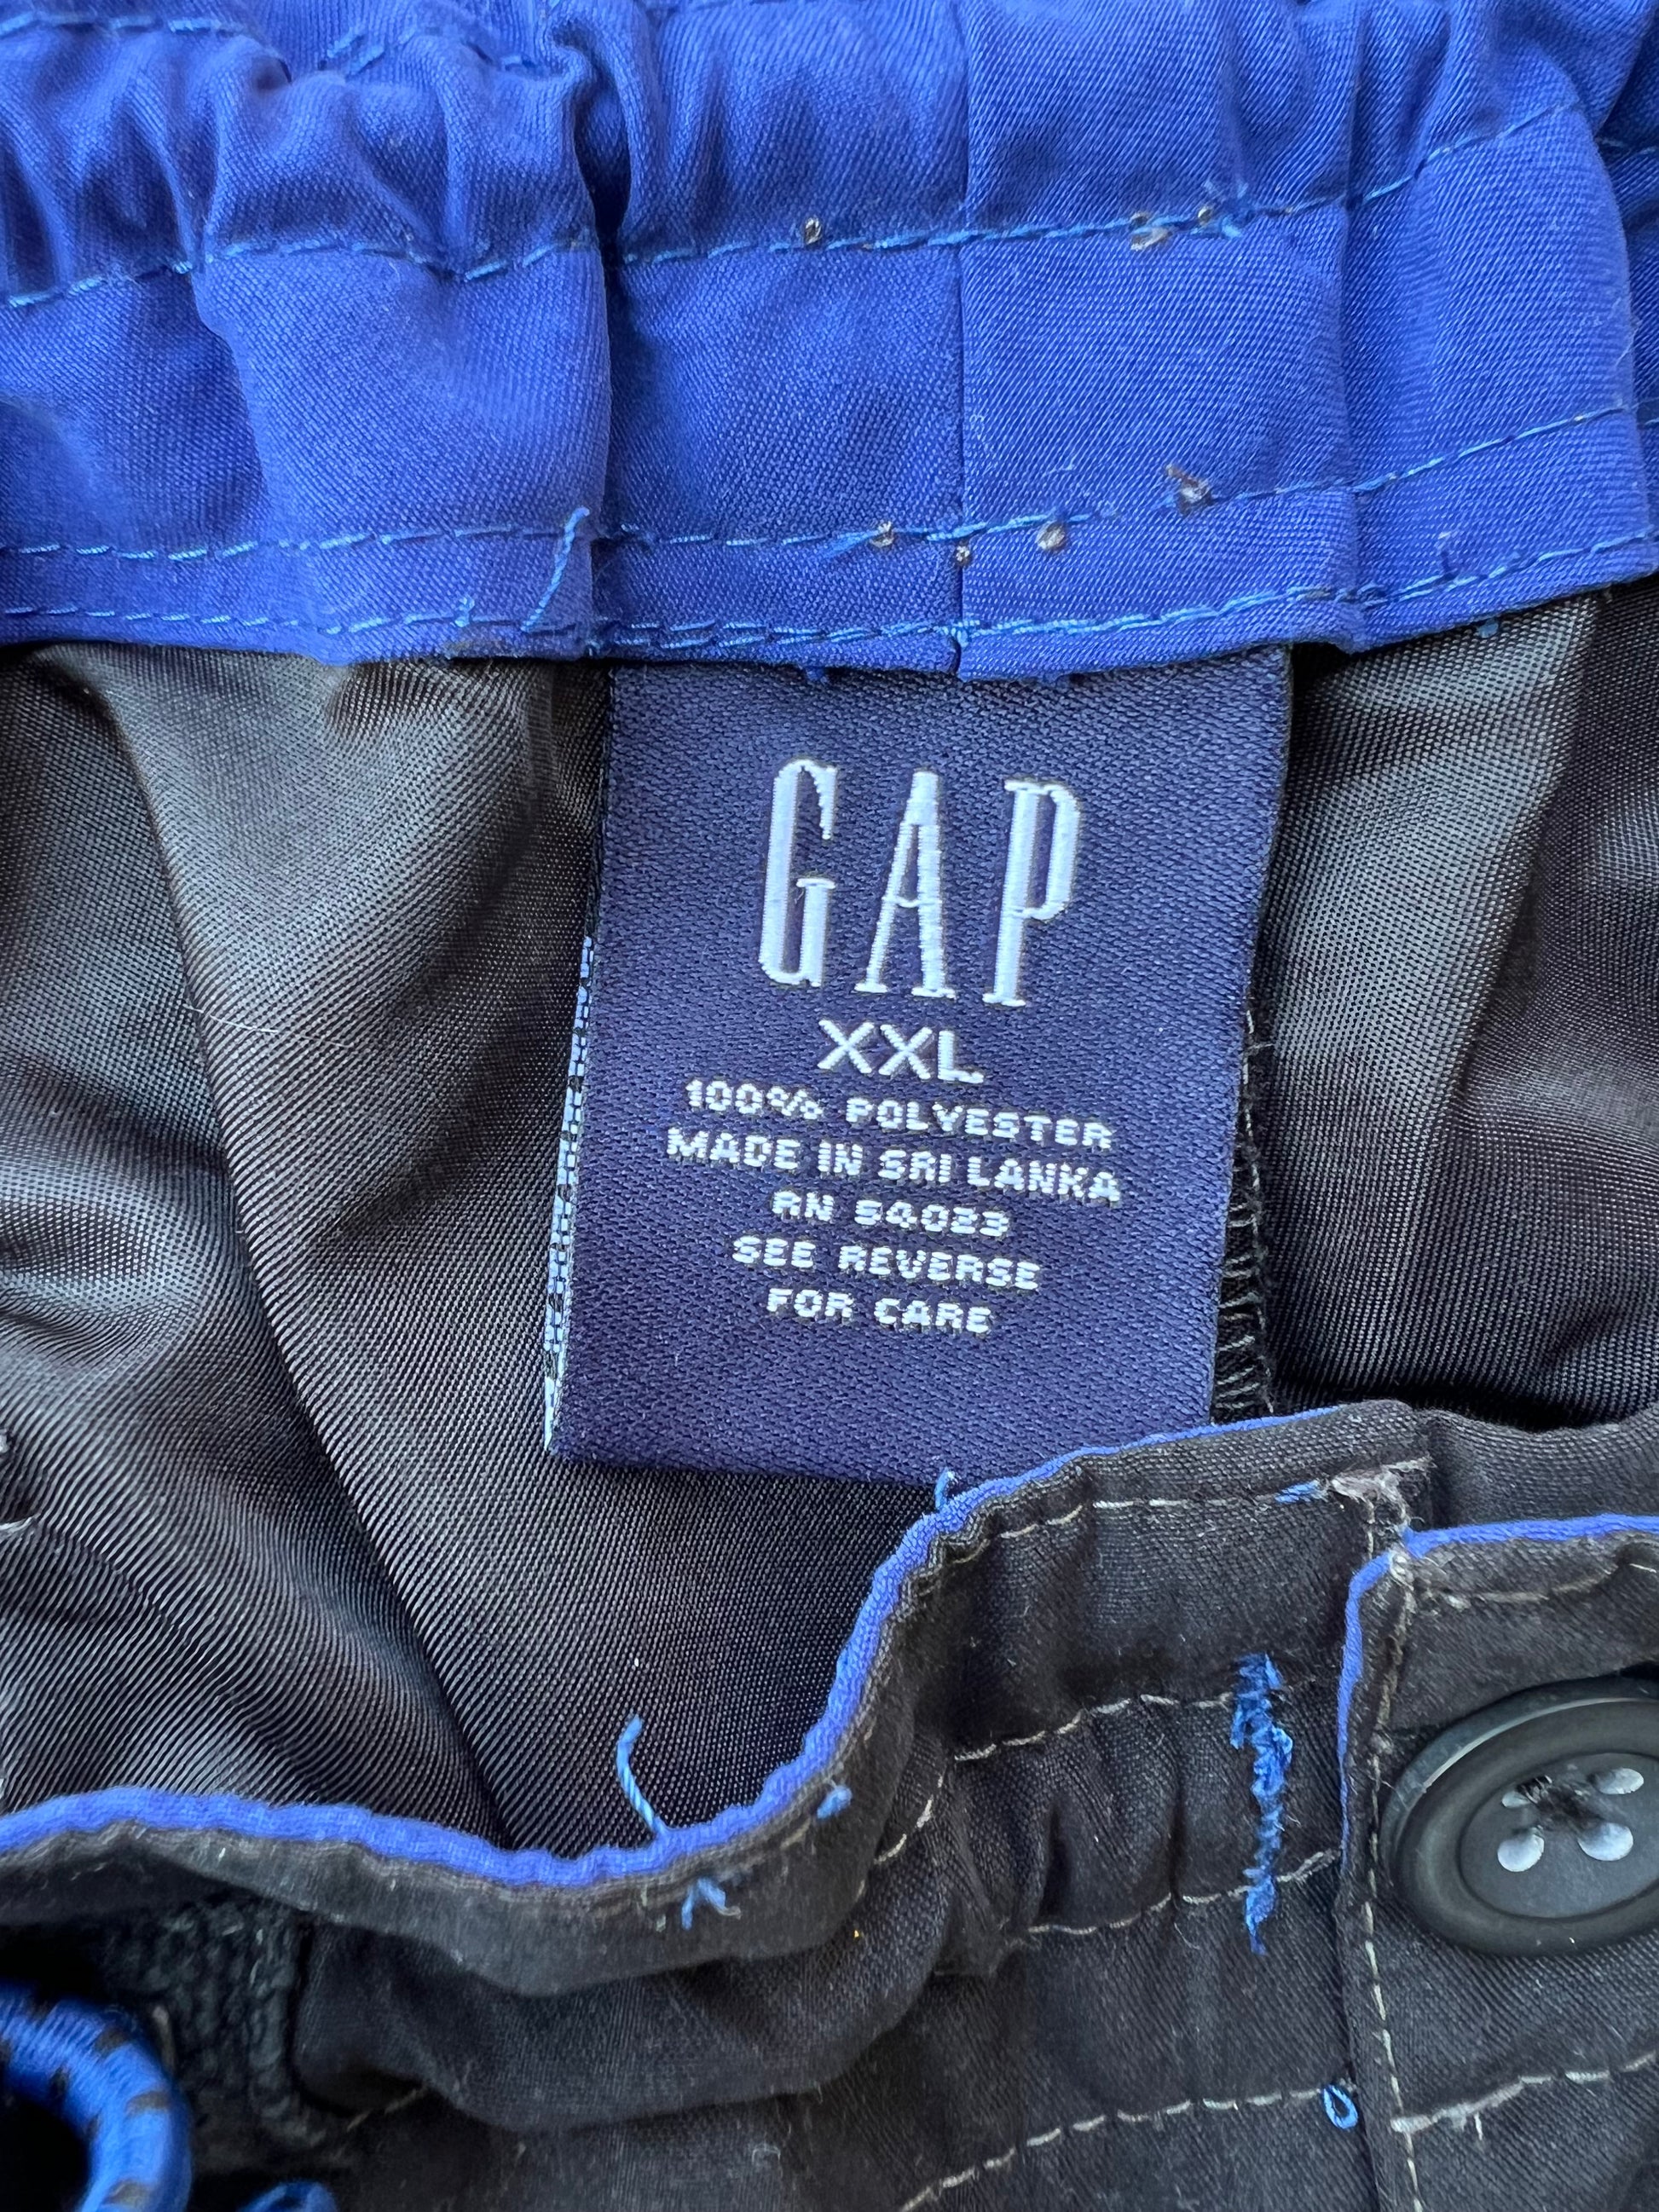 GAP
XXL
100% POLYESTER
MADE IN SRI LANKA
RN 54023
SEE REVERSE
FOR CARE